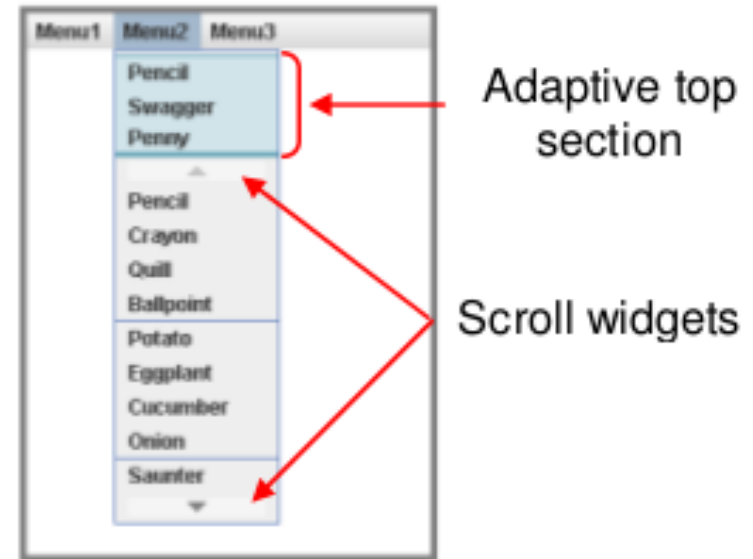 Menu1 Menu2 Menu3
Pencil
Swagger
Penny
Adaptive top
section
Pencil
Crayon
Quill
Ballpoint
Scroll widgets
Potato
Eggplant
Cucumber
Onion
Saunter